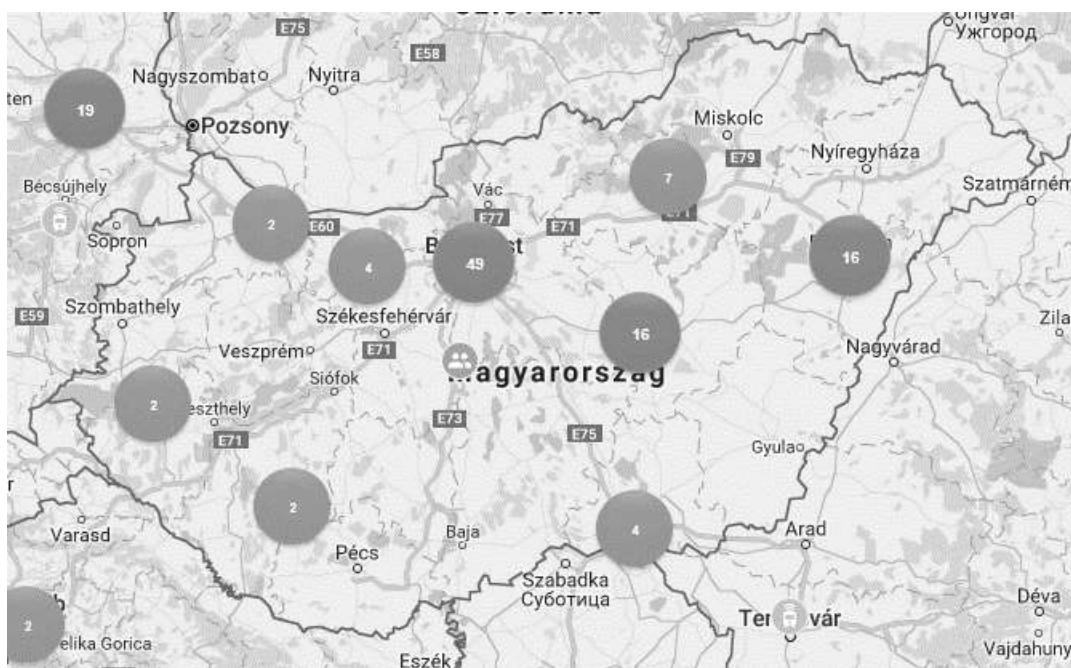 E75
Ужгород
E58
Nagyszombat
Nyitra
19
Pozsony
Miskolc
E79
Nyíregyháza
7
Szatmárném
Bécsújhely
Vác
E77
E71
E71
2
E60
Sopron
16
4
49
E59
Szombathely
Székesfehérvár
16
Zila
E71
Veszprém
Nagyvárad
Magyarország
Siófok
2
eszthely
E71
E73
E75
Gyula
2
4
Varasd
Baja
Arad
Pécs
Szabadka
Суботица
Déva
2
elika Gorica
Vajdahuny
Eszék